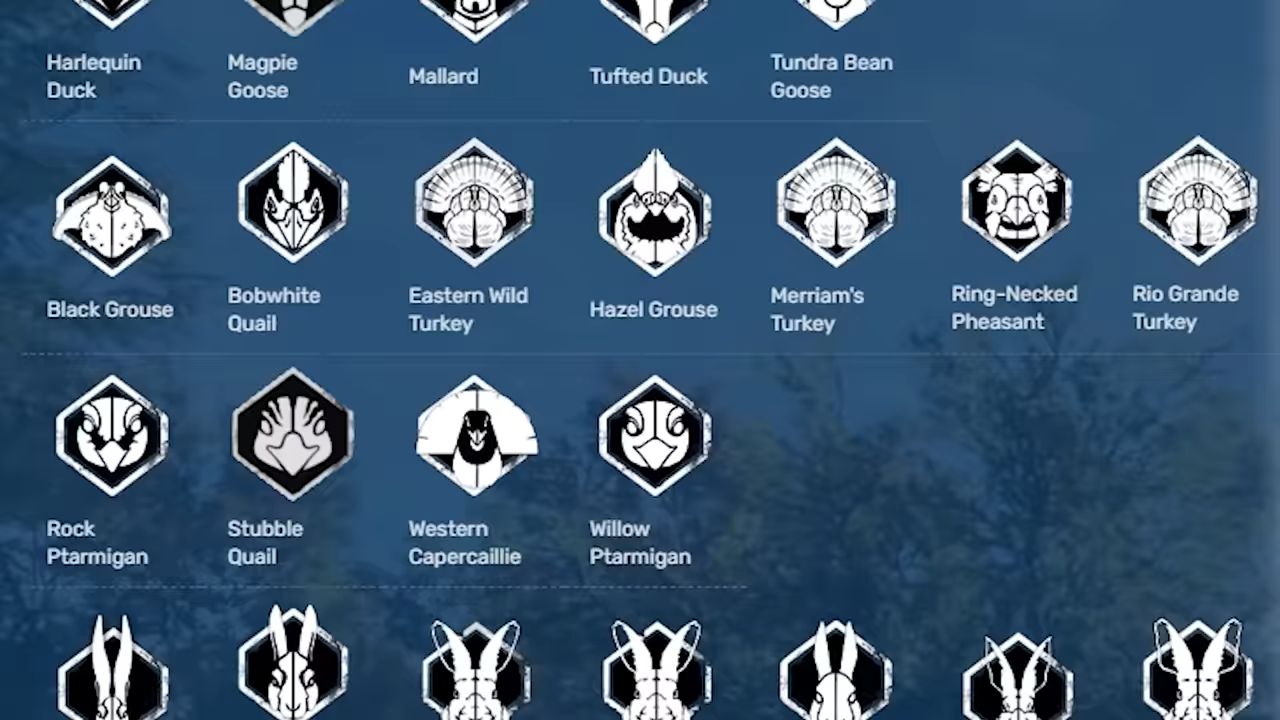 Harlequin
Duck
Magpie
Goose
Mallard
Tufted Duck
Tundra Bean
Goose
Black Grouse
Bobwhite
Quail
Eastern Wild
Turkey
Hazel Grouse
Merriam's
Turkey
Ring-Necked
Pheasant
Rio Grande
Turkey
Rock
Ptarmigan
Stubble
Quail
Western
Capercaillie
Willow
Ptarmigan